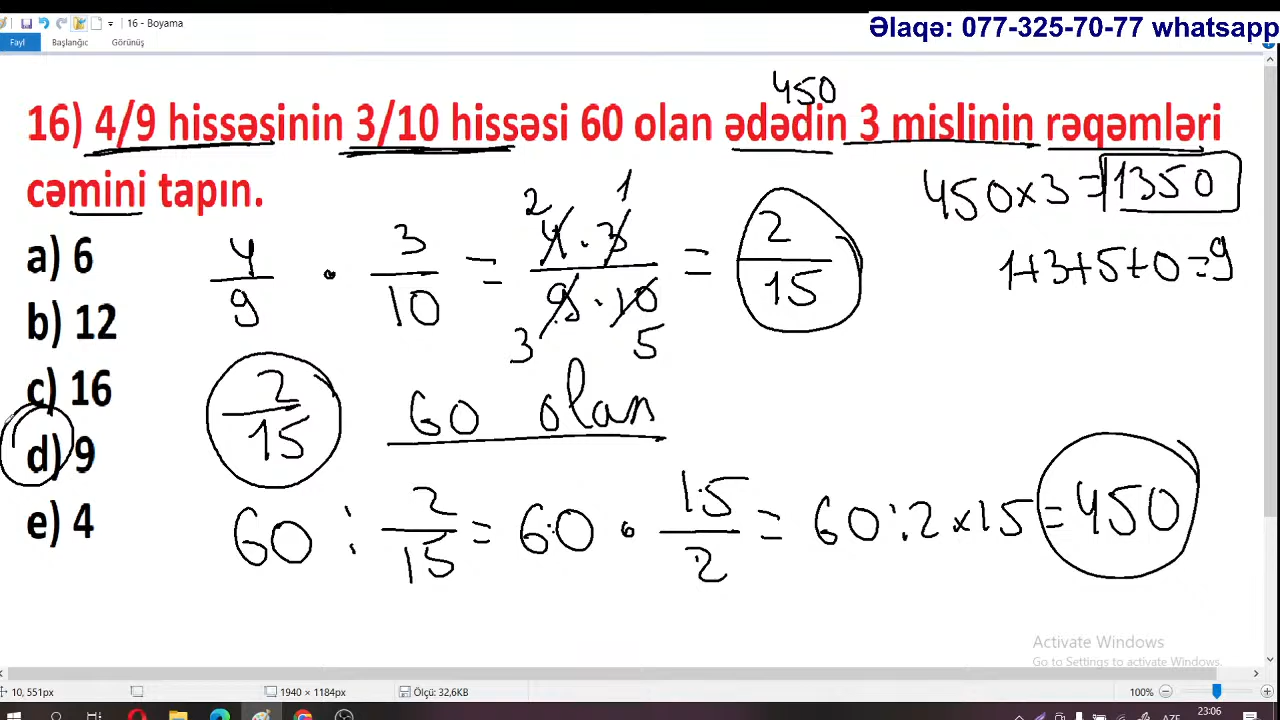 16 - Boyama
Əlaqə: 077-325-70-77 whatsapp
Fayl Başlanğıc Görünüş
450
16) 4/9 hissəsinin 3/10 hissəsi 60 olan ədədin 3 mislinin rəqəmləri
cəmini tapın.
450x3=1350
1+3+5+0=9
a) 6
b) 12
c) 16
d) 9
e) 4
2 1
4/9 · 3/10 = 4·3/9·10 = 2/15
3 5
2/15 60 olan
60 : 2/15 = 60 · 15/2 = 60:2x15=450
Activate Windows
Go to Settings to activate Windows.
10, 551px 1940 × 1184px Ölçü: 32,6KB 100%
AZE 23:06